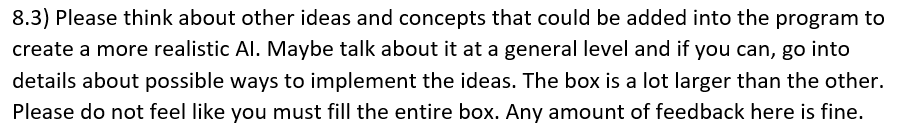 8.3) Please think about other ideas and concepts that could be added into the program to
create a more realistic AI. Maybe talk about it at a general level and if you can, go into
details about possible ways to implement the ideas. The box is a lot larger than the other.
Please do not feel like you must fill the entire box. Any amount of feedback here is fine.